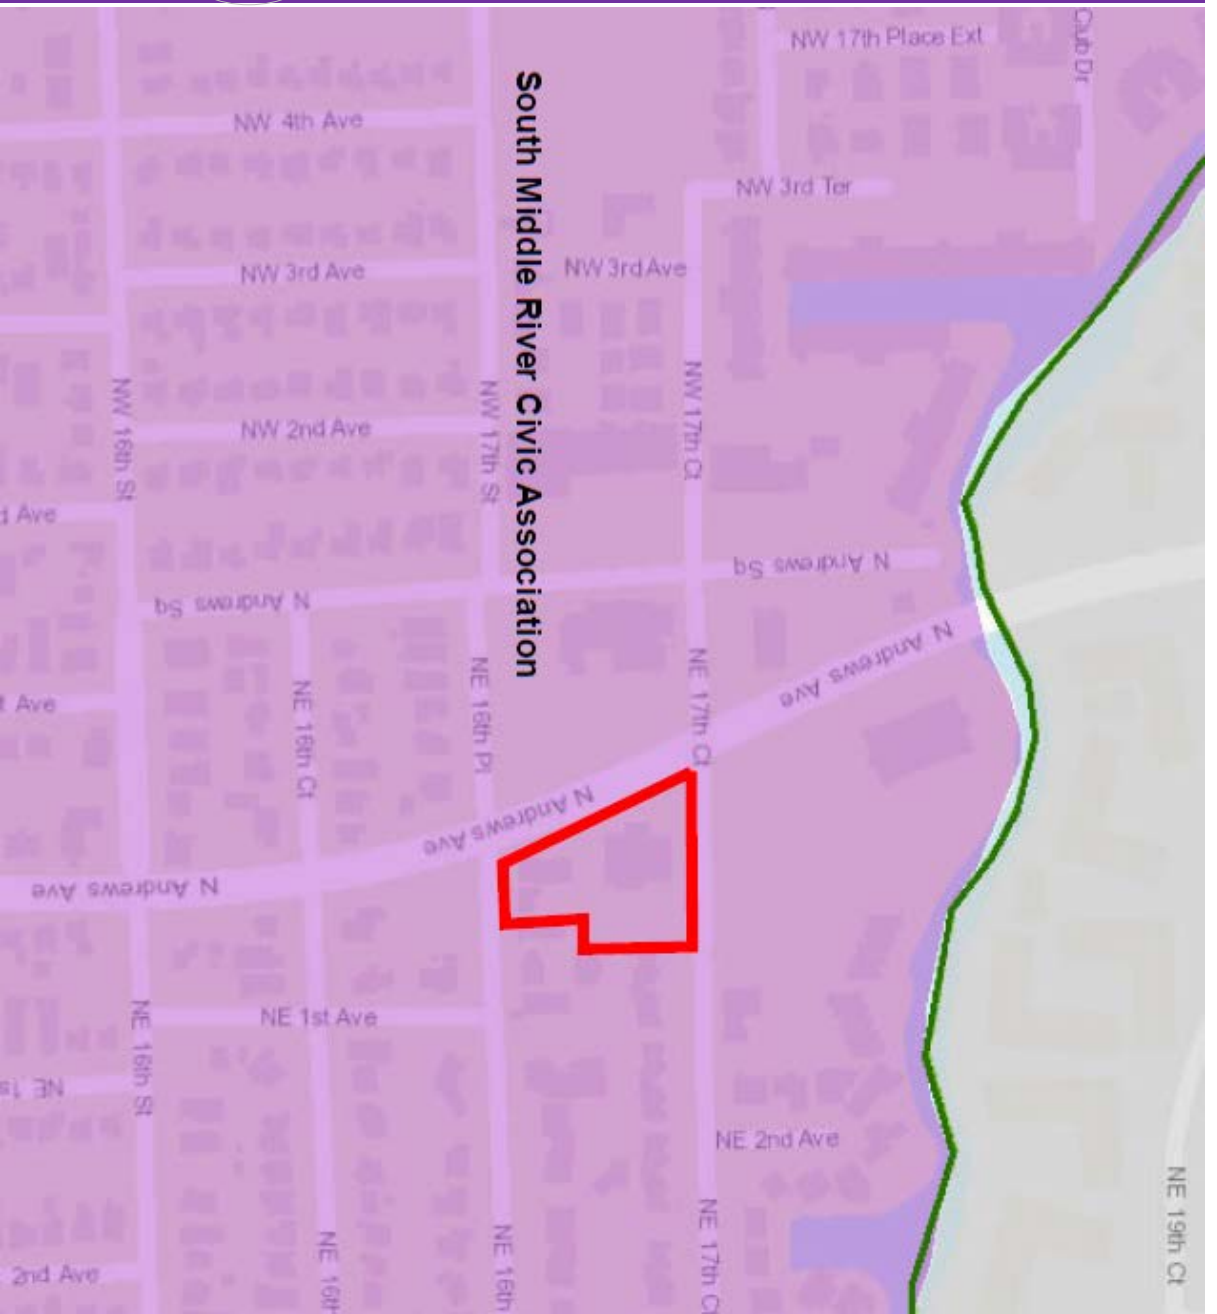 NW 17th Place Ext
Club Dr
NW 4th Ave
NW 3rd Ter
NW 3rd Ave
NW 3rd Ave
South Middle River Civic Association
NW 16th St
NW 17th St
NW 17th Ct
NW 2nd Ave
d Ave
N Andrews Sq
N Andrews Sq
t Ave
NE 16th Ct
NE 16th Pl
NE 17th Ct
N Andrews Ave
N Andrews Ave
N Andrews Ave
NE 1st Ave
NE 16th St
NE 1s
NE 2nd Ave
NE 19th Ct
2nd Ave
NE 16th
NE 16th
NE 17th Ct